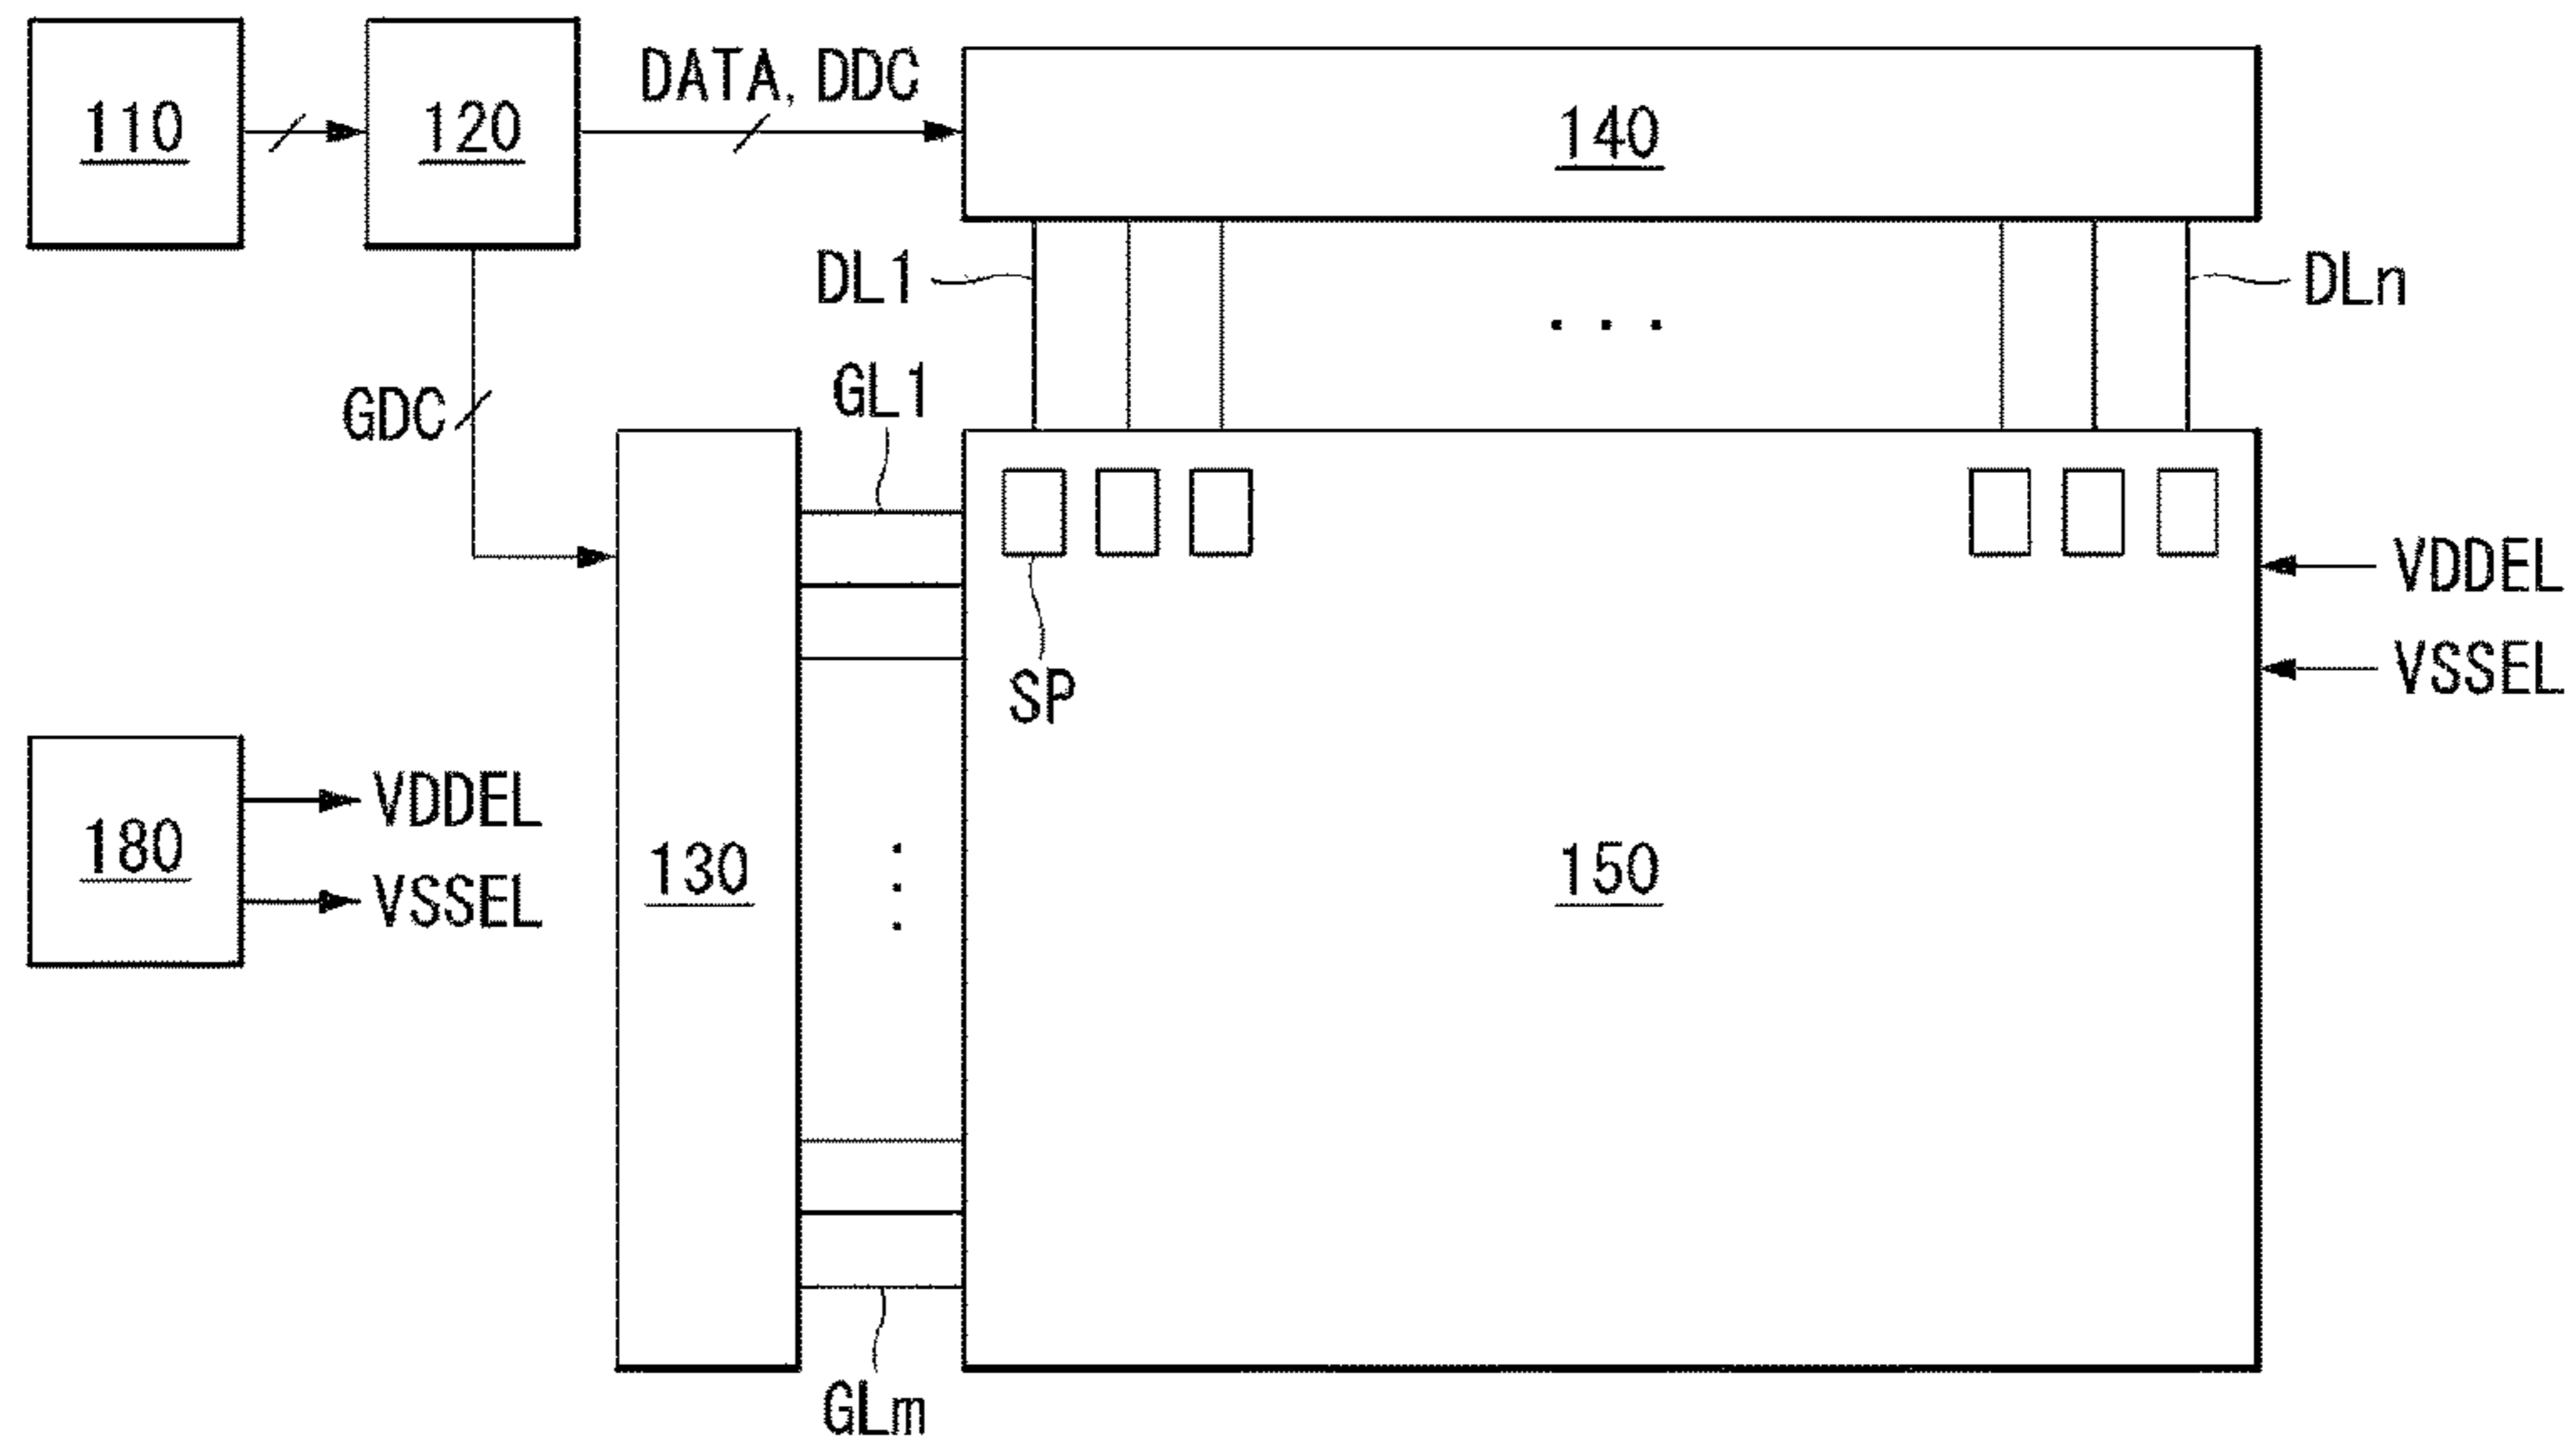 110
120
DATA, DDC
140
DL1
DLn
. . .
GDC
GL1
SP
VDDEL
VSSEL
180
VDDEL
VSSEL
130
150
GLm